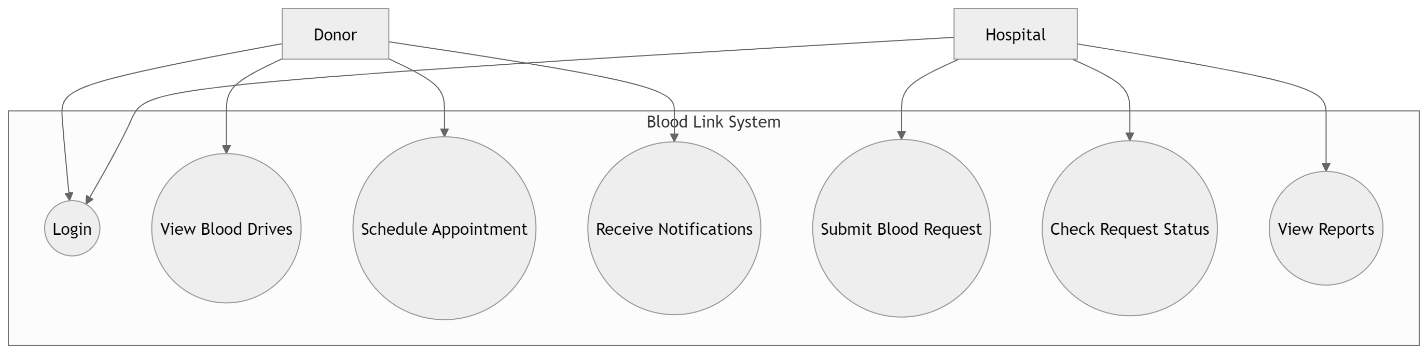 Donor
Hospital
Blood Link System
Login
View Blood Drives
Schedule Appointment
Receive Notifications
Submit Blood Request
Check Request Status
View Reports